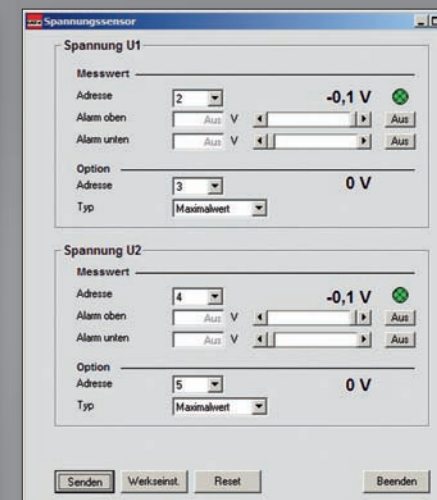 Spannungssensor
Spannung U1
Messwert
Adresse 2 -0,1 V
Alarm oben Aus V Aus
Alarm unten Aus V Aus
Option
Adresse 3 0 V
Typ Maximalwert
Spannung U2
Messwert
Adresse 4 -0,1 V
Alarm oben Aus V Aus
Alarm unten Aus V Aus
Option
Adresse 5 0 V
Typ Maximalwert
Senden Werkseinst. Reset Beenden